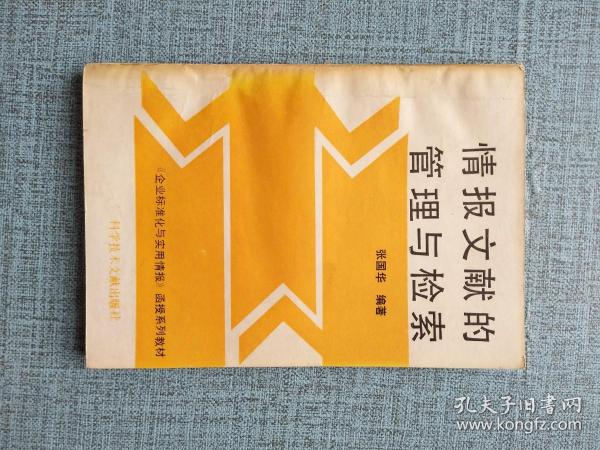 情报文献的
管理与检索
张国华 编著
《企业标准化与实用情报》函授系列教材
科学技术文献出版社
孔夫子旧书网
www.kongfz.com